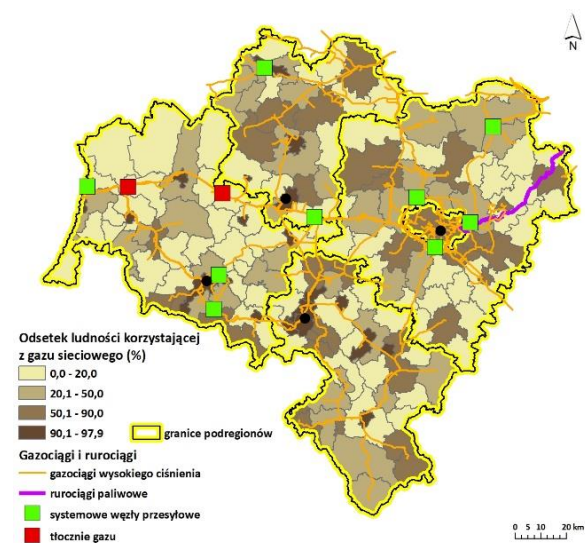 N
Odsetek ludności korzystającej
z gazu sieciowego (%)
0,0 - 20,0
20,1 - 50,0
50,1 - 90,0
90,1 - 97,9
granice podregionów
Gazociągi i rurociągi
gazociągi wysokiego ciśnienia
rurociągi paliwowe
systemowe węzły przesyłowe
tłocznie gazu
0 5 10 20 km